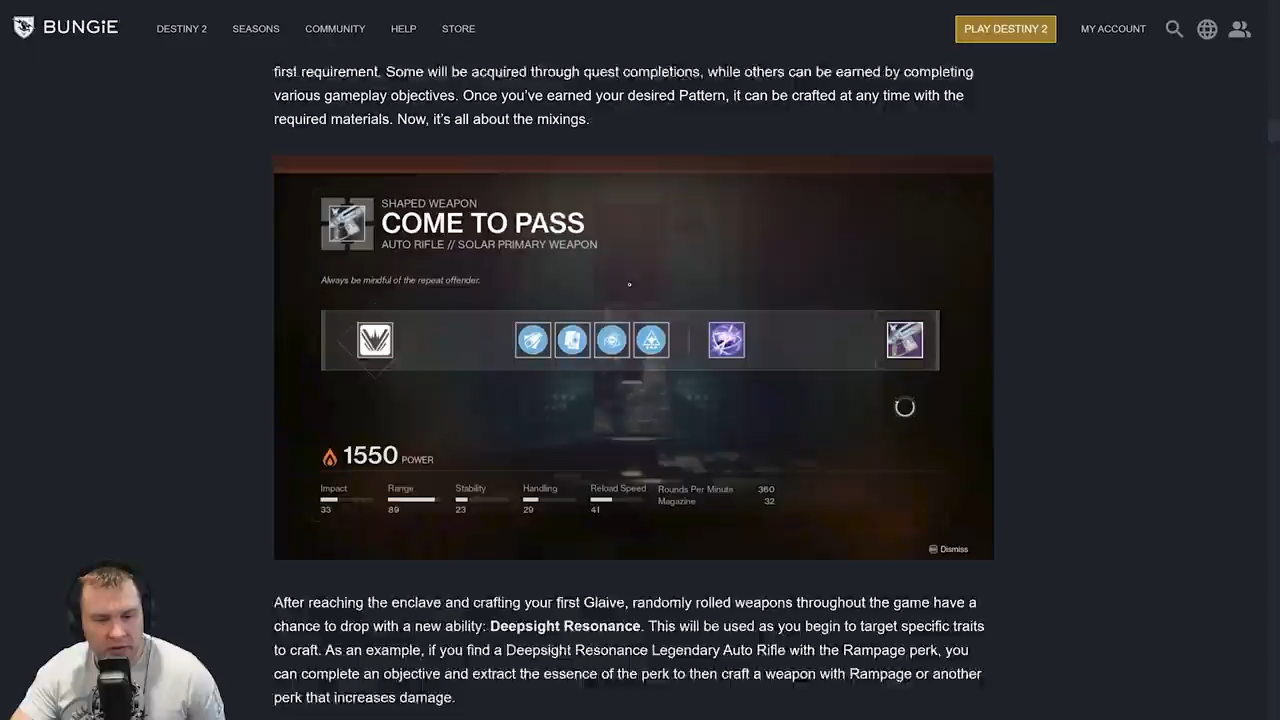 BUNGiE
DESTINY 2
SEASONS
COMMUNITY
HELP
STORE
PLAY DESTINY 2
MY ACCOUNT
first requirement. Some will be acquired through quest completions, while others can be earned by completing
various gameplay objectives. Once you’ve earned your desired Pattern, it can be crafted at any time with the
required materials. Now, it’s all about the mixings.
SHAPED WEAPON
COME TO PASS
AUTO RIFLE // SOLAR PRIMARY WEAPON
Always be mindful of the repeat offender.
1550 POWER
Impact
33
Range
89
Stability
23
Handling
29
Reload Speed
41
Rounds Per Minute 360
Magazine 32
Dismiss
After reaching the enclave and crafting your first Glaive, randomly rolled weapons throughout the game have a
chance to drop with a new ability: Deepsight Resonance. This will be used as you begin to target specific traits
to craft. As an example, if you find a Deepsight Resonance Legendary Auto Rifle with the Rampage perk, you
can complete an objective and extract the essence of the perk to then craft a weapon with Rampage or another
perk that increases damage.